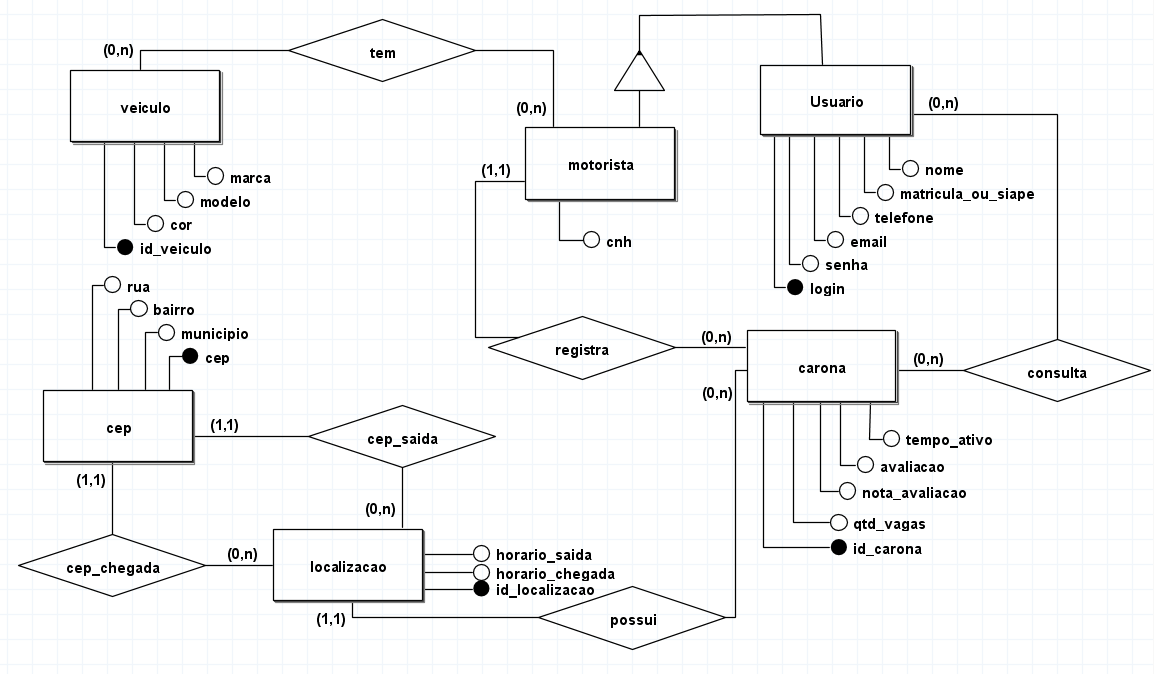 (0,n)
tem
veiculo
(0,n)
Usuario
(0,n)
motorista
(1,1)
marca
modelo
cor
id_veiculo
cnh
nome
matricula_ou_siape
telefone
email
senha
login
rua
bairro
municipio
cep
registra
(0,n)
carona
(0,n)
consulta
(0,n)
cep
(1,1)
cep_saida
(1,1)
(0,n)
tempo_ativo
avaliacao
nota_avaliacao
qtd_vagas
id_carona
cep_chegada
(0,n)
localizacao
horario_saida
horario_chegada
id_localizacao
(1,1)
possui